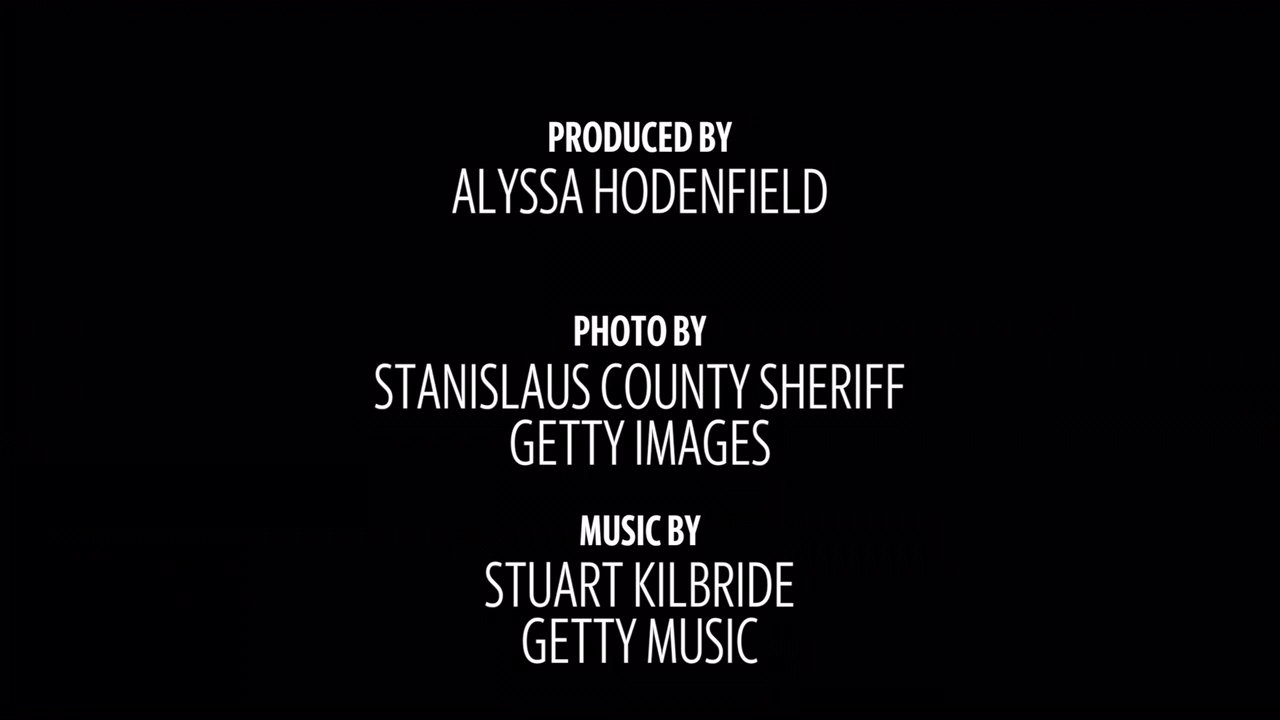 PRODUCED BY
ALYSSA HODENFIELD
PHOTO BY
STANISLAUS COUNTY SHERIFF
GETTY IMAGES
MUSIC BY
STUART KILBRIDE
GETTY MUSIC